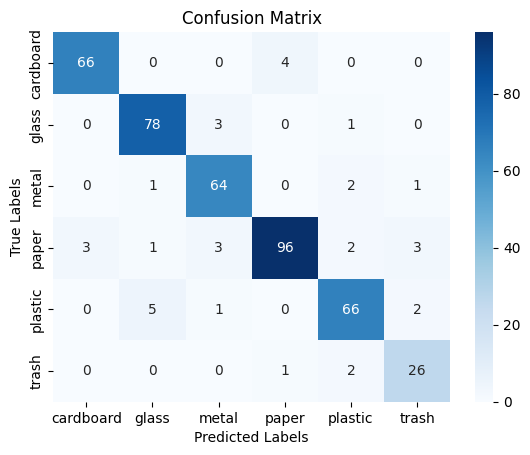 Confusion Matrix
True Labels
cardboard 66 0 0 4 0 0
glass 0 78 3 0 1 0
metal 0 1 64 0 2 1
paper 3 1 3 96 2 3
plastic 0 5 1 0 66 2
trash 0 0 0 1 2 26
cardboard glass metal paper plastic trash
Predicted Labels
80
60
40
20
0